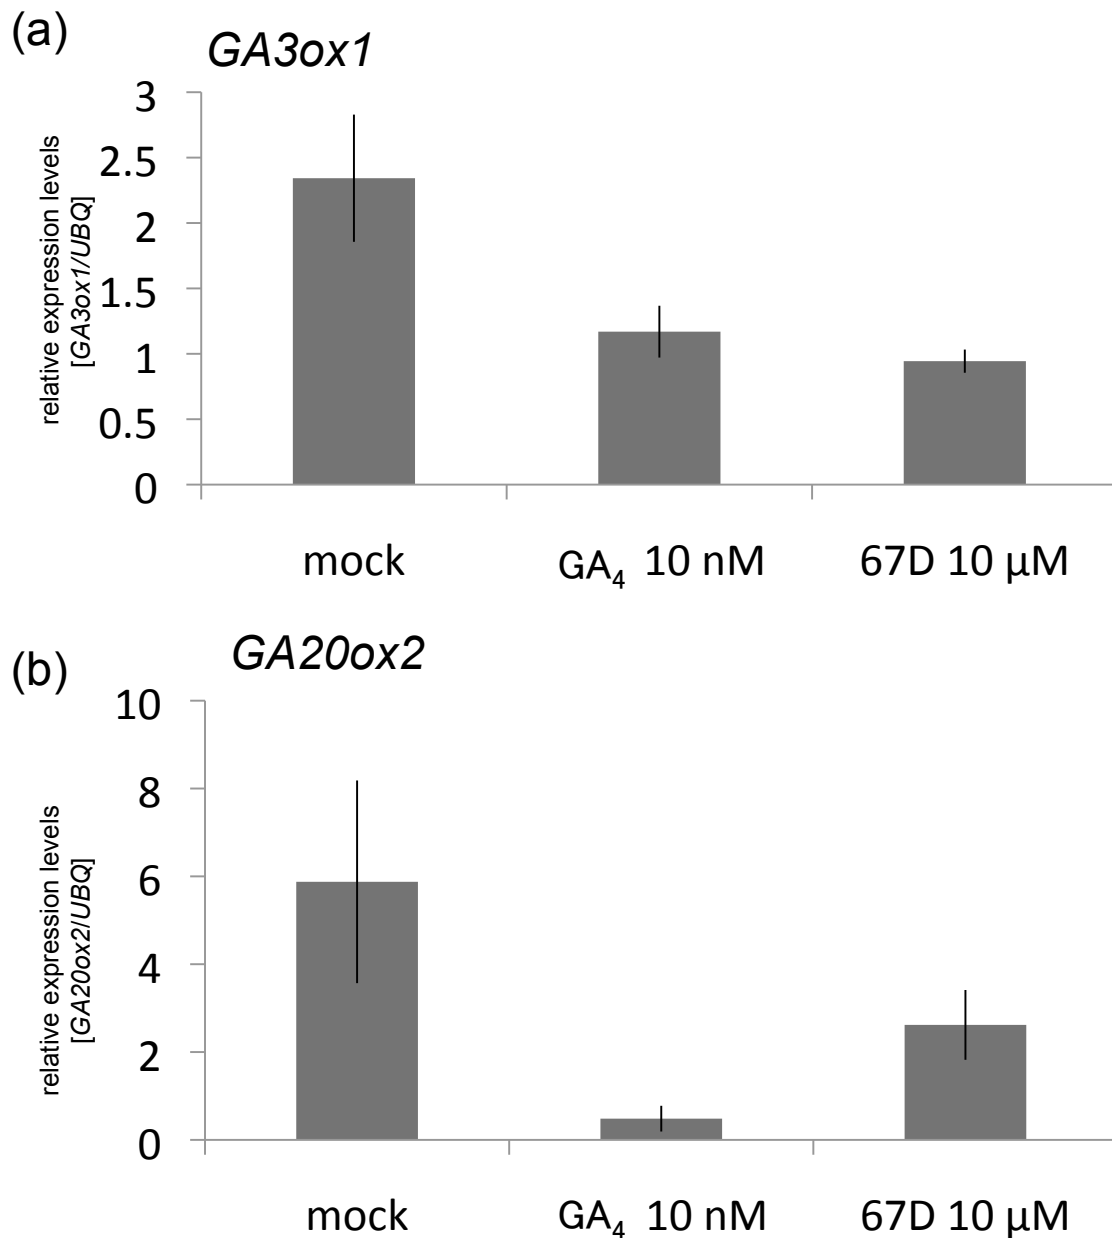 (a)
GA3ox1
relative expression levels
[GA3ox1/UBQ]
3
2.5
2
1.5
1
0.5
0
mock
GA₄ 10 nM
67D 10 µM
(b)
GA20ox2
relative expression levels
[GA20ox2/UBQ]
10
8
6
4
2
0
mock
GA₄ 10 nM
67D 10 µM